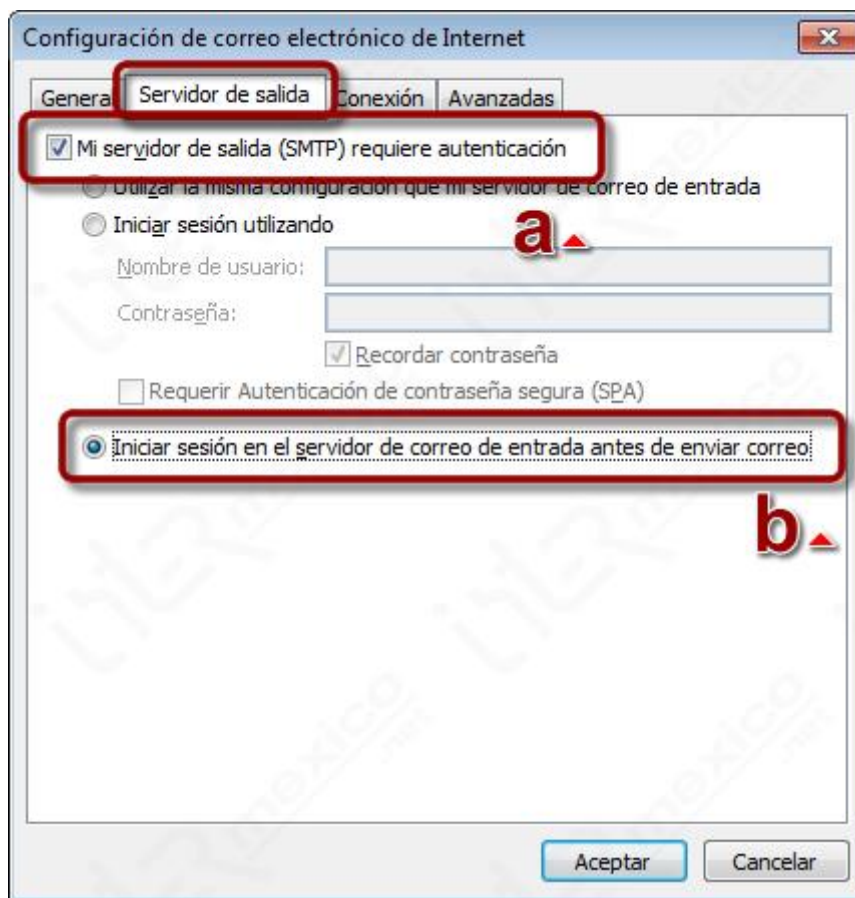 Configuración de correo electrónico de Internet
General Servidor de salida Conexión Avanzadas
Mi servidor de salida (SMTP) requiere autenticación
Utilizar la misma configuración que mi servidor de correo de entrada
Iniciar sesión utilizando
a
Nombre de usuario:
Contraseña:
Recordar contraseña
Requerir Autenticación de contraseña segura (SPA)
Iniciar sesión en el servidor de correo de entrada antes de enviar correo
b
Aceptar Cancelar